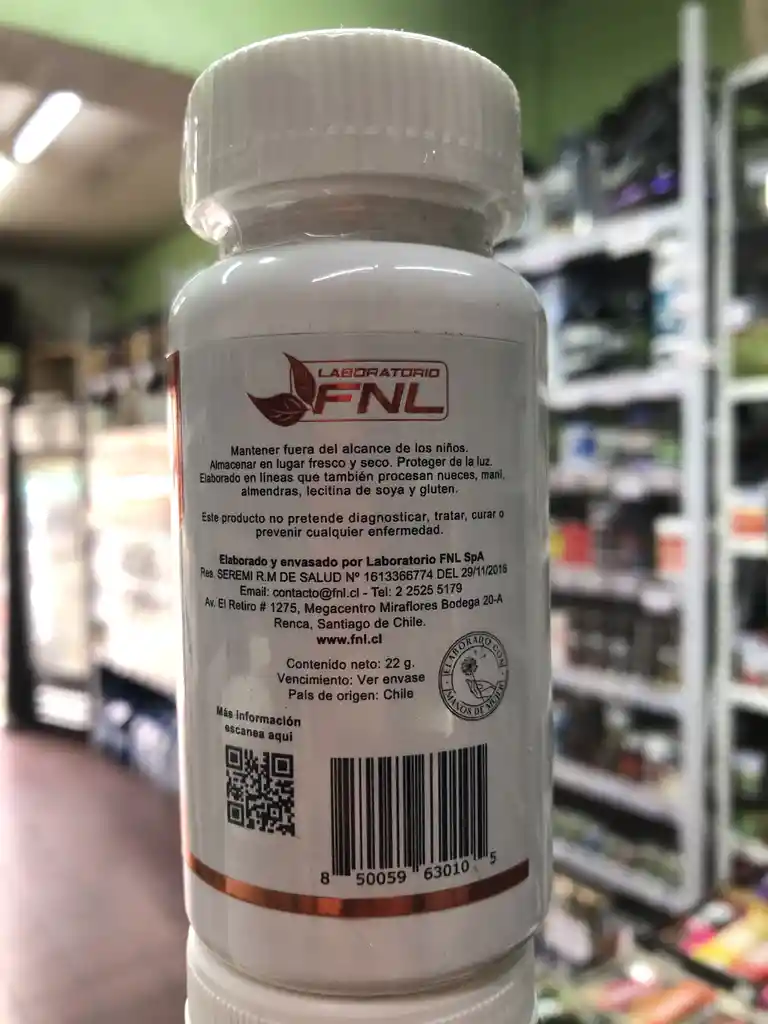 LABORATORIO
FNL
Mantener fuera del alcance de los niños.
Almacenar en lugar fresco y seco. Proteger de la luz.
Elaborado en líneas que también procesan nueces, maní,
almendras, lecitina de soya y gluten.
Este producto no pretende diagnosticar, tratar, curar o
prevenir cualquier enfermedad.
Elaborado y envasado por Laboratorio FNL SpA
Res. SEREMI R.M DE SALUD Nº 1613366774 DEL 29/11/2016
Email: contacto@fnl.cl - Tel: 2 2525 5179
Av. El Retiro # 1275, Megacentro Miraflores Bodega 20-A
Renca, Santiago de Chile.
www.fnl.cl
Contenido neto: 22 g.
Vencimiento: Ver envase
País de origen: Chile
ELABORADO CON
MANOS DE MUJER
Más información
escanea aquí
8 50059 63010 5